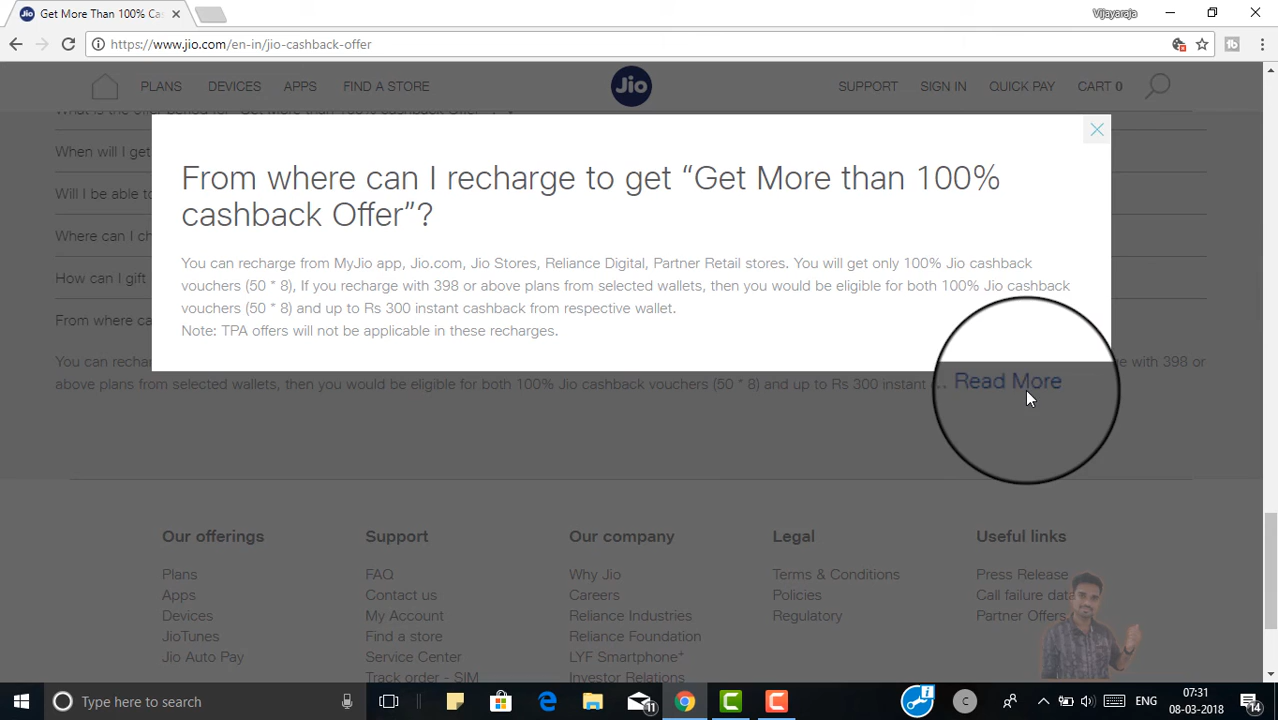 Get More Than 100% Ca
Vijayaraja
https://www.jio.com/en-in/jio-cashback-offer
PLANS DEVICES APPS FIND A STORE Jio SUPPORT SIGN IN QUICK PAY CART 0
When will I get
Will I be able to
Where can I ch
How can I gift
From where ca
From where can I recharge to get “Get More than 100%
cashback Offer”?
You can recharge from MyJio app, Jio.com, Jio Stores, Reliance Digital, Partner Retail stores. You will get only 100% Jio cashback
vouchers (50 * 8), If you recharge with 398 or above plans from selected wallets, then you would be eligible for both 100% Jio cashback
vouchers (50 * 8) and up to Rs 300 instant cashback from respective wallet.
Note: TPA offers will not be applicable in these recharges.
You can rechar ge with 398 or
above plans from selected wallets, then you would be eligible for both 100% Jio cashback vouchers (50 * 8) and up to Rs 300 instant ... Read More
Our offerings Support Our company Legal Useful links
Plans FAQ Why Jio Terms & Conditions Press Release
Apps Contact us Careers Policies Call failure data
Devices My Account Reliance Industries Regulatory Partner Offers
JioTunes Find a store Reliance Foundation
Jio Auto Pay Service Center LYF Smartphone+
Track order - SIM Investor Relations
Type here to search
11
C
ENG
07:31
08-03-2018
14